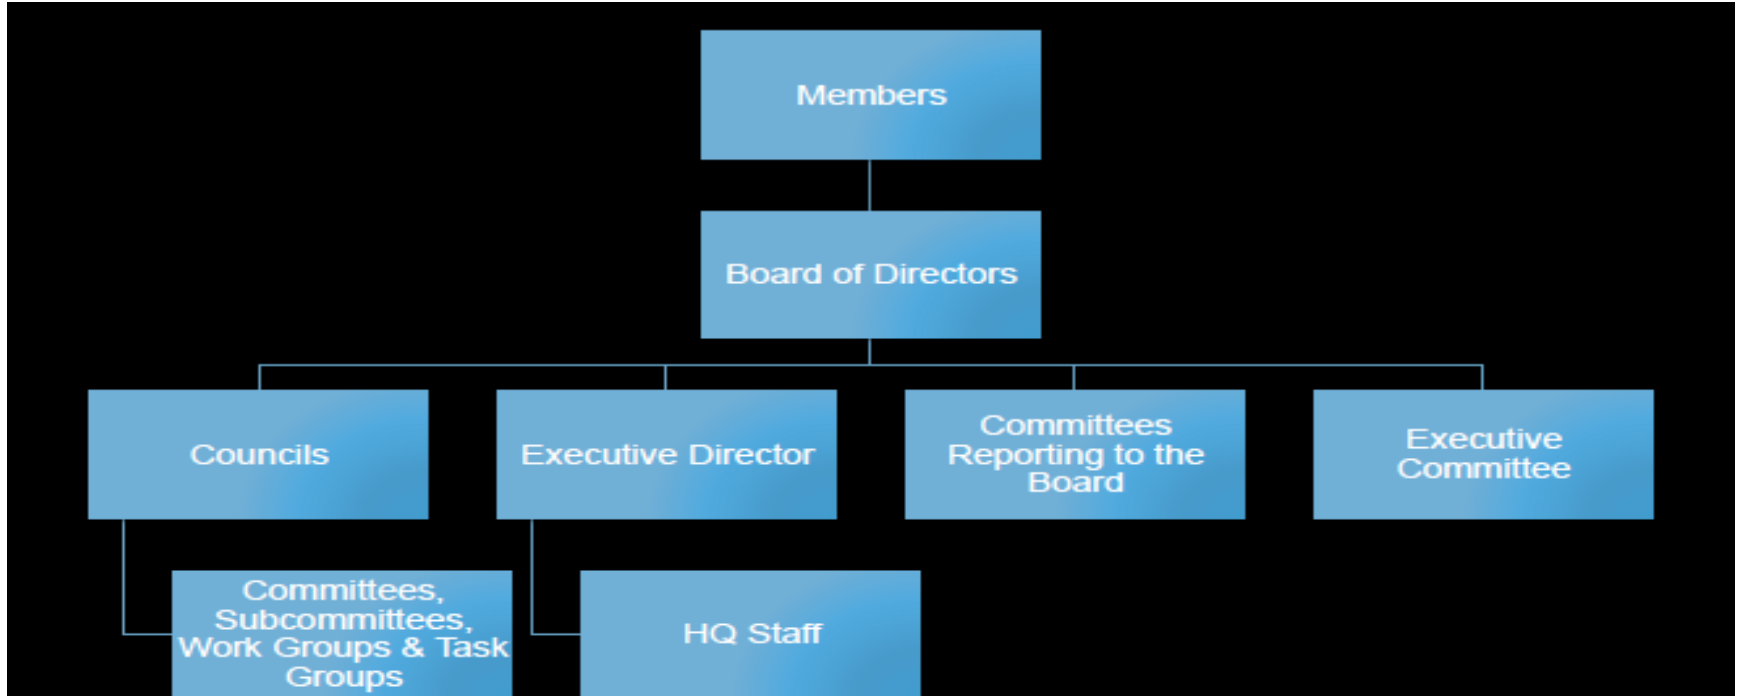 Members
Board of Directors
Councils
Executive Director
Committees
Reporting to the
Board
Executive
Committee
Committees,
Subcommittees,
Work Groups & Task
Groups
HQ Staff